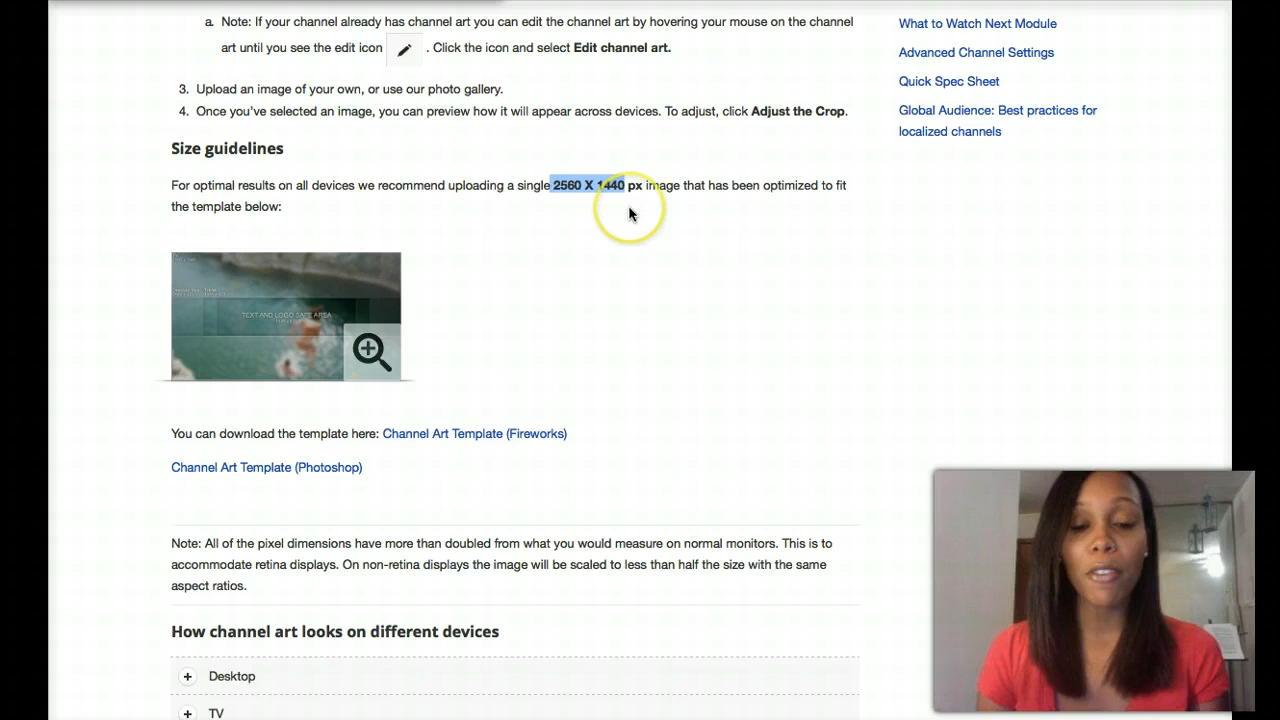 a. Note: If your channel already has channel art you can edit the channel art by hovering your mouse on the channel
art until you see the edit icon . Click the icon and select Edit channel art.
3. Upload an image of your own, or use our photo gallery.
4. Once you've selected an image, you can preview how it will appear across devices. To adjust, click Adjust the Crop.
Size guidelines
For optimal results on all devices we recommend uploading a single 2560 X 1440 px image that has been optimized to fit
the template below:
TEXT AND LOGO SAFE AREA
You can download the template here: Channel Art Template (Fireworks)
Channel Art Template (Photoshop)
Note: All of the pixel dimensions have more than doubled from what you would measure on normal monitors. This is to
accommodate retina displays. On non-retina displays the image will be scaled to less than half the size with the same
aspect ratios.
How channel art looks on different devices
Desktop
TV
What to Watch Next Module
Advanced Channel Settings
Quick Spec Sheet
Global Audience: Best practices for
localized channels